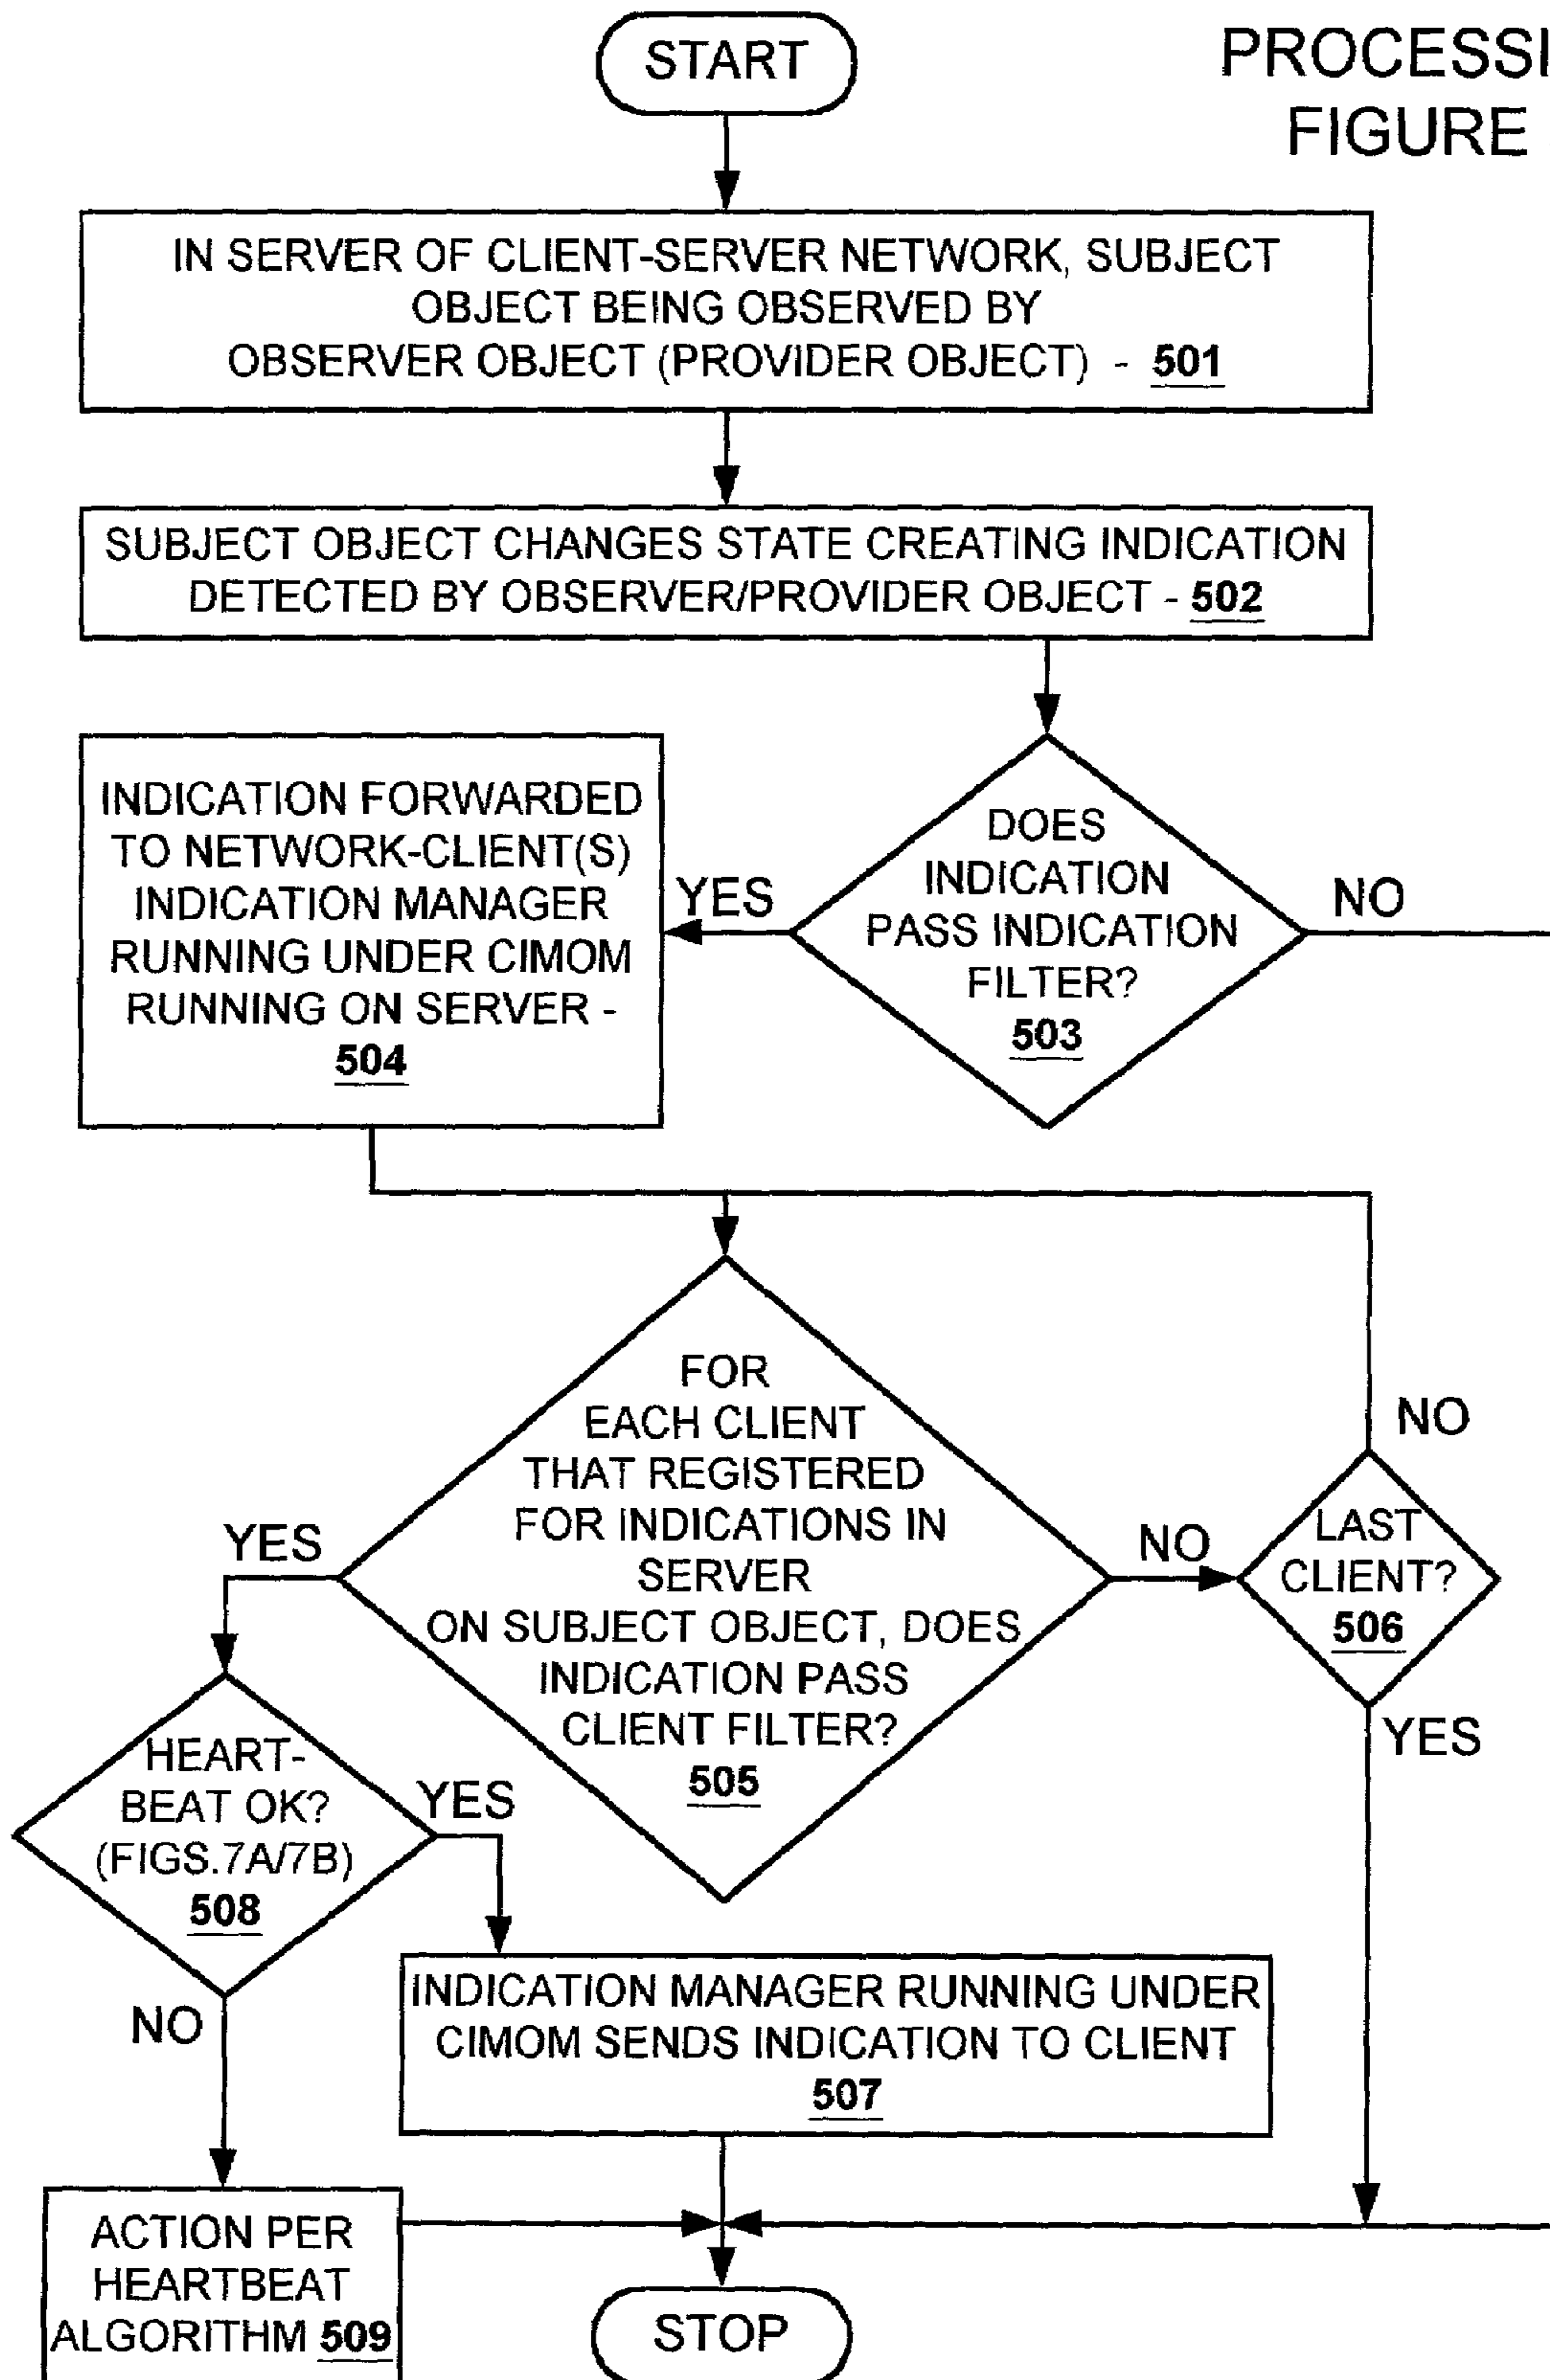 START
PROCESSI
FIGURE
IN SERVER OF CLIENT-SERVER NETWORK, SUBJECT
OBJECT BEING OBSERVED BY
OBSERVER OBJECT (PROVIDER OBJECT) - 501
SUBJECT OBJECT CHANGES STATE CREATING INDICATION
DETECTED BY OBSERVER/PROVIDER OBJECT - 502
INDICATION FORWARDED
TO NETWORK-CLIENT(S)
INDICATION MANAGER
RUNNING UNDER CIMOM
RUNNING ON SERVER -
504
YES
DOES
INDICATION
PASS INDICATION
FILTER?
503
NO
FOR
EACH CLIENT
THAT REGISTERED
FOR INDICATIONS IN
SERVER
ON SUBJECT OBJECT, DOES
INDICATION PASS
CLIENT FILTER?
505
YES
NO
NO
LAST
CLIENT?
506
YES
HEART-
BEAT OK?
(FIGS.7A/7B)
508
YES
NO
INDICATION MANAGER RUNNING UNDER
CIMOM SENDS INDICATION TO CLIENT
507
ACTION PER
HEARTBEAT
ALGORITHM 509
STOP